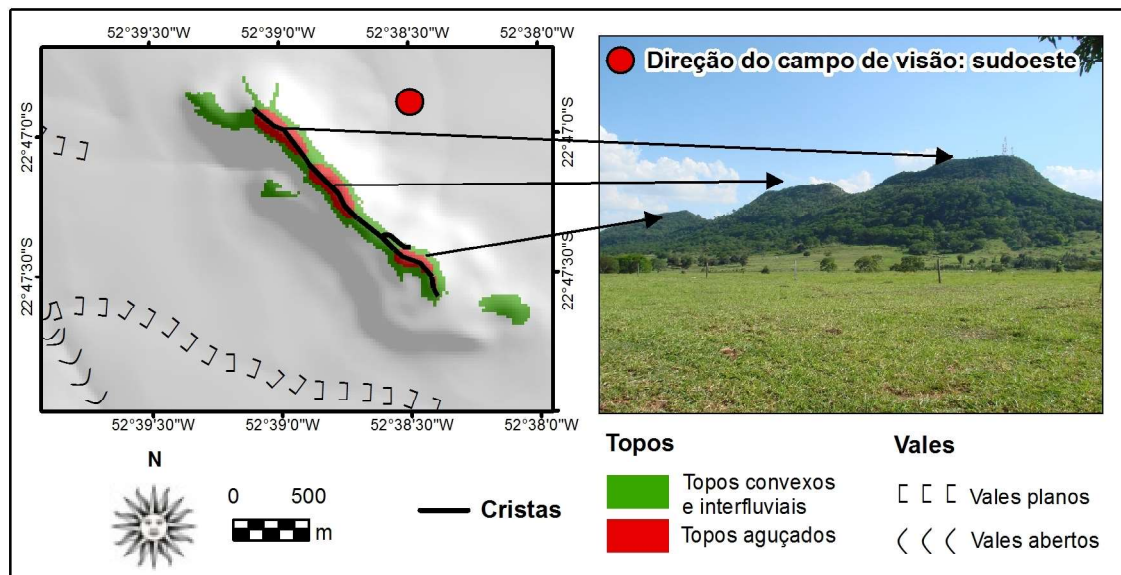 52°39'30"W 52°39'0"W 52°38'30"W 52°38'0"W
22°47'0"S
22°47'30"S
22°47'0"S
22°47'30"S
52°39'30"W 52°39'0"W 52°38'30"W 52°38'0"W
Direção do campo de visão: sudoeste
N
0 500
m
Cristas
Topos
Topos convexos
e interfluviais
Topos aguçados
Vales
Vales planos
Vales abertos